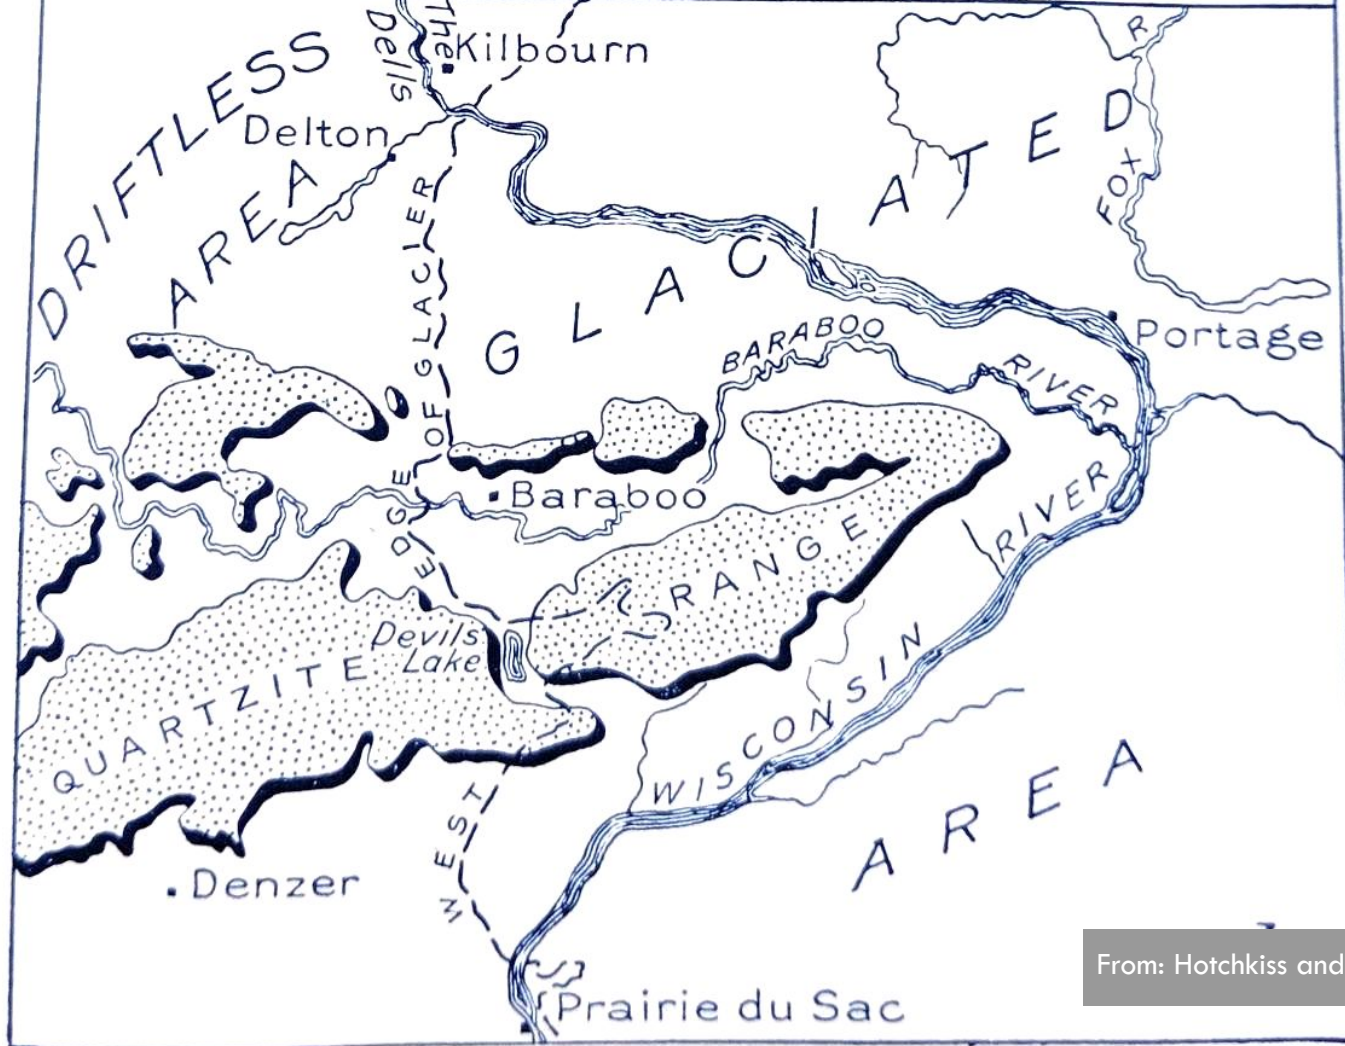 The
Dells
Kilbourn
DRIFTLESS
AREA
Delton
GLACIATED
AREA
FOX
R
Portage
BARABOO
RIVER
WEST EDGE OF GLACIER
Baraboo
QUARTZITE
RANGE
Devils
Lake
WISCONSIN
RIVER
Denzer
Prairie du Sac
From: Hotchkiss and